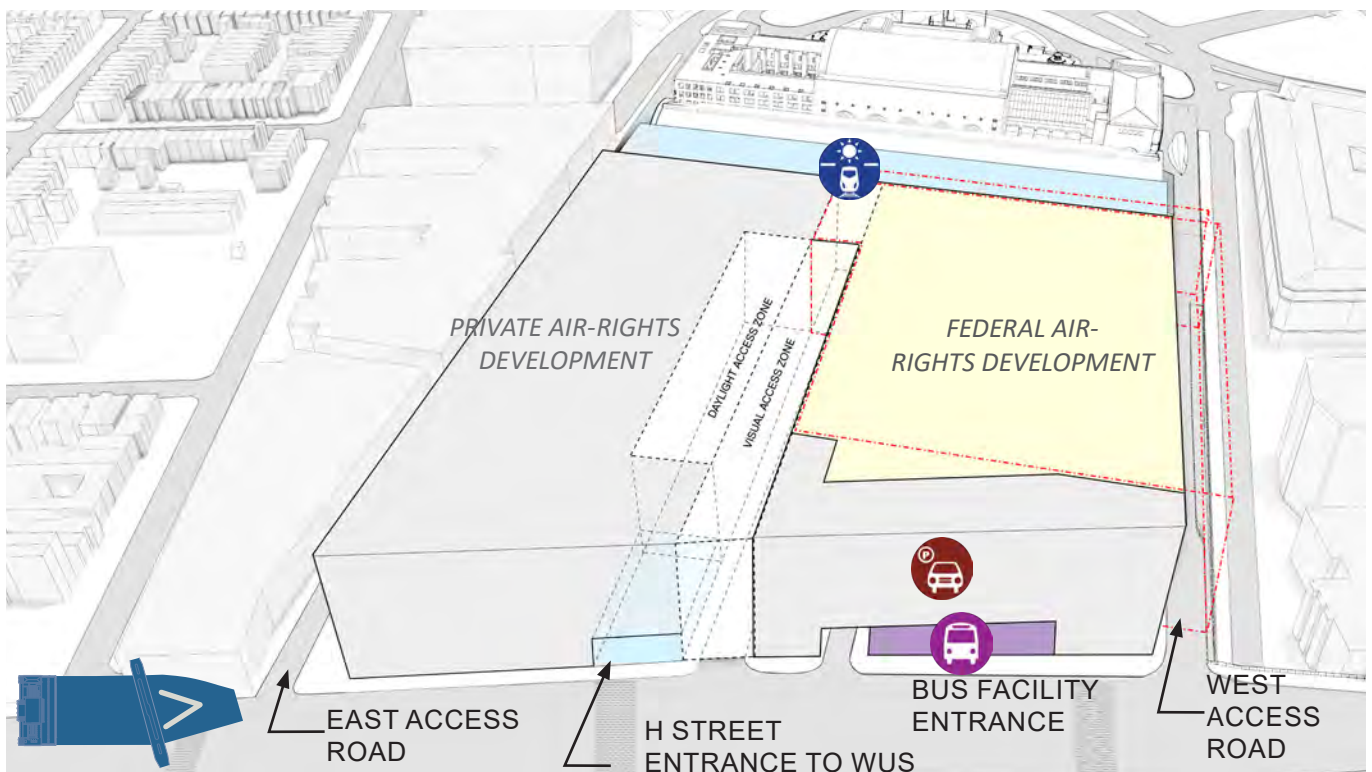 PRIVATE AIR-RIGHTS
DEVELOPMENT
DAYLIGHT ACCESS ZONE
VISUAL ACCESS ZONE
FEDERAL AIR-
RIGHTS DEVELOPMENT
P
EAST ACCESS
ROAD
H STREET
ENTRANCE TO WUS
BUS FACILITY
ENTRANCE
WEST
ACCESS
ROAD